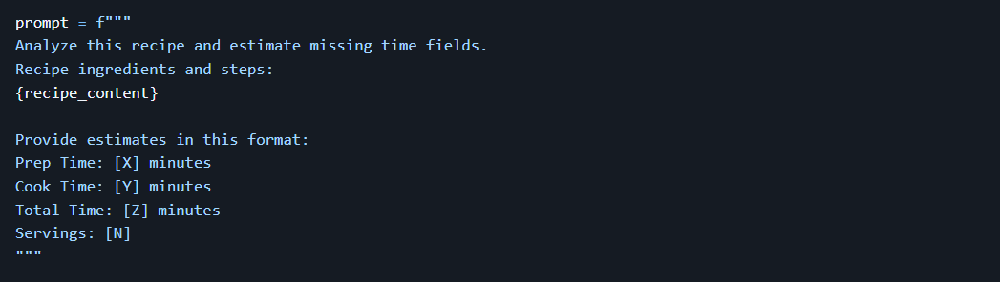 prompt = f"""
Analyze this recipe and estimate missing time fields.
Recipe ingredients and steps:
{recipe_content}

Provide estimates in this format:
Prep Time: [X] minutes
Cook Time: [Y] minutes
Total Time: [Z] minutes
Servings: [N]
"""